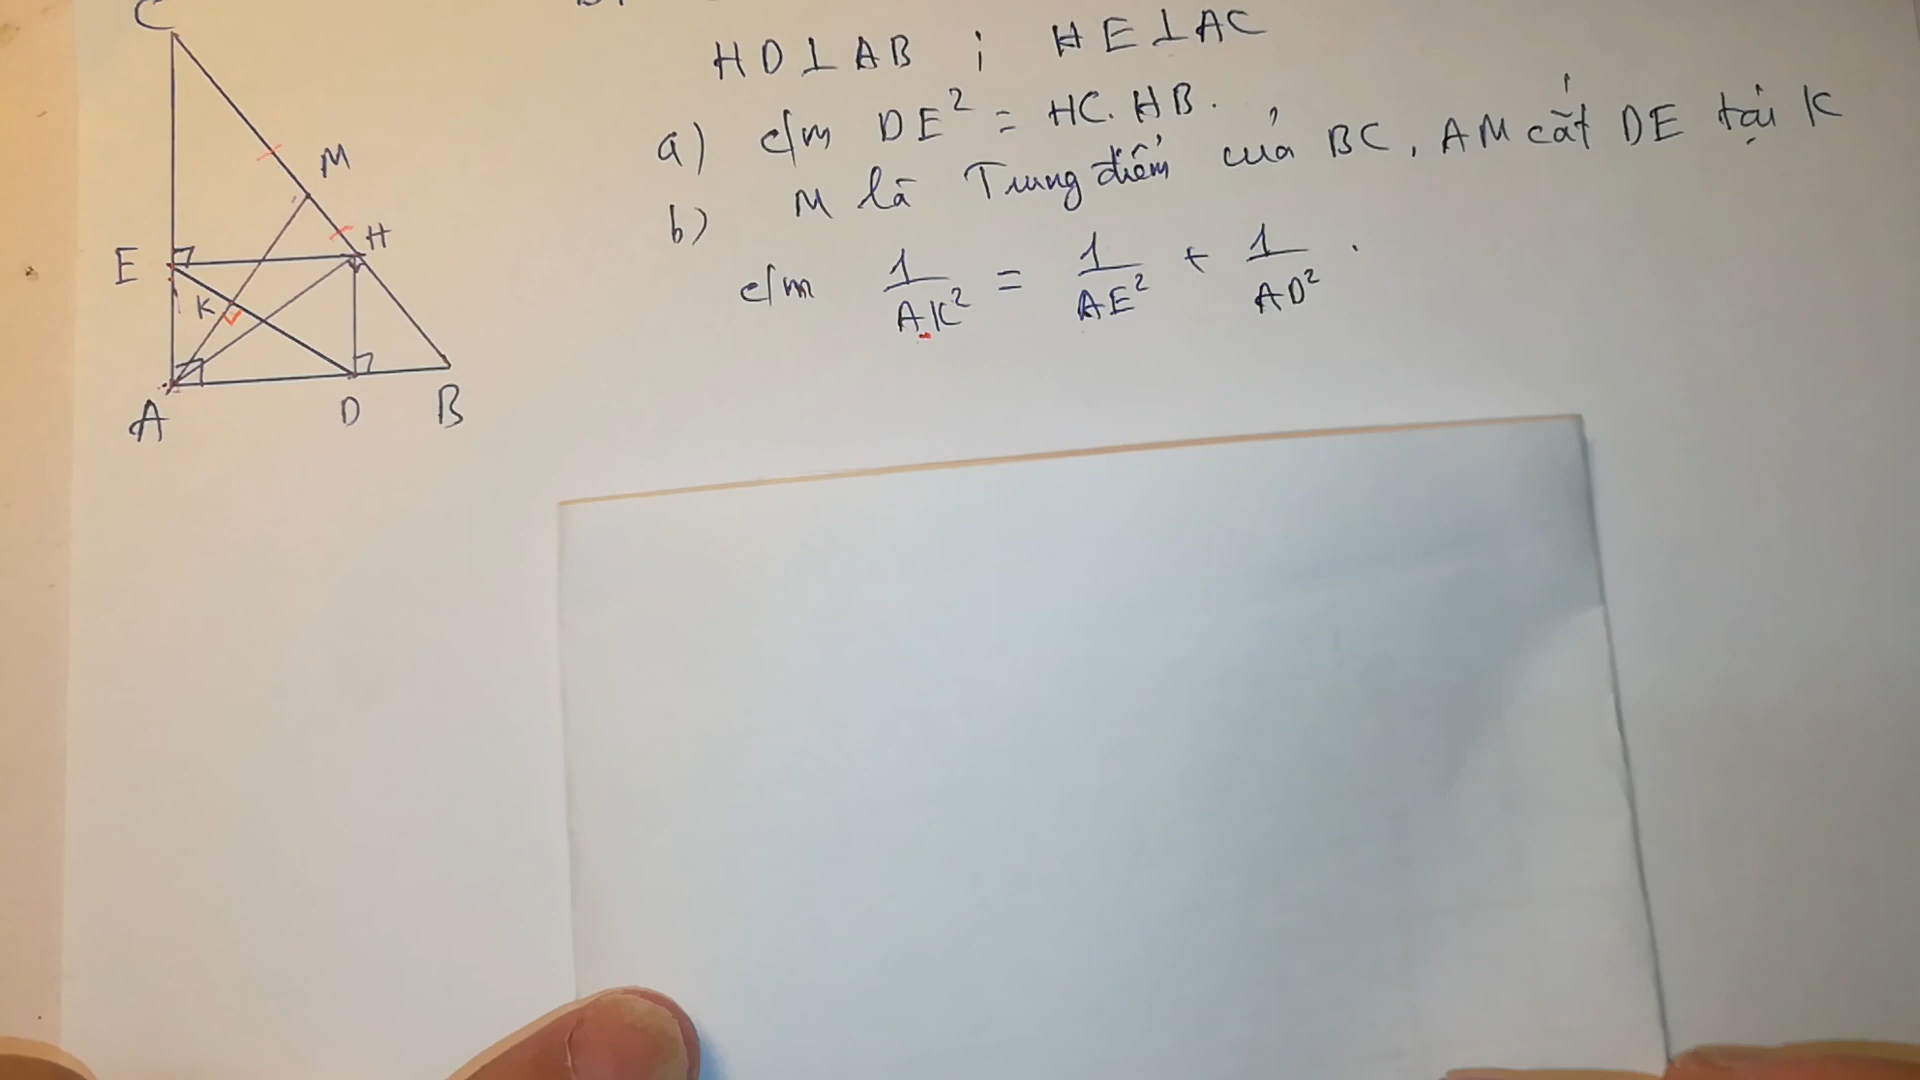 HD⊥AB ; HE⊥AC
a) c/m DE² = HC.HB.
b) M là Trung điểm của BC, AM cắt DE tại K
c/m 1/AK² = 1/AE² + 1/AD².
C
M
H
E
K
A
D
B